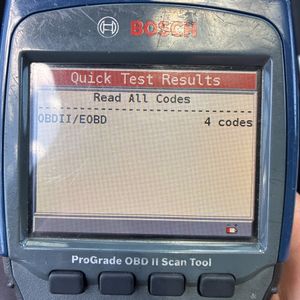 BOSCH
Quick Test Results
Read All Codes
OBDII/EOBD 4 codes
ProGrade OBD II Scan Tool